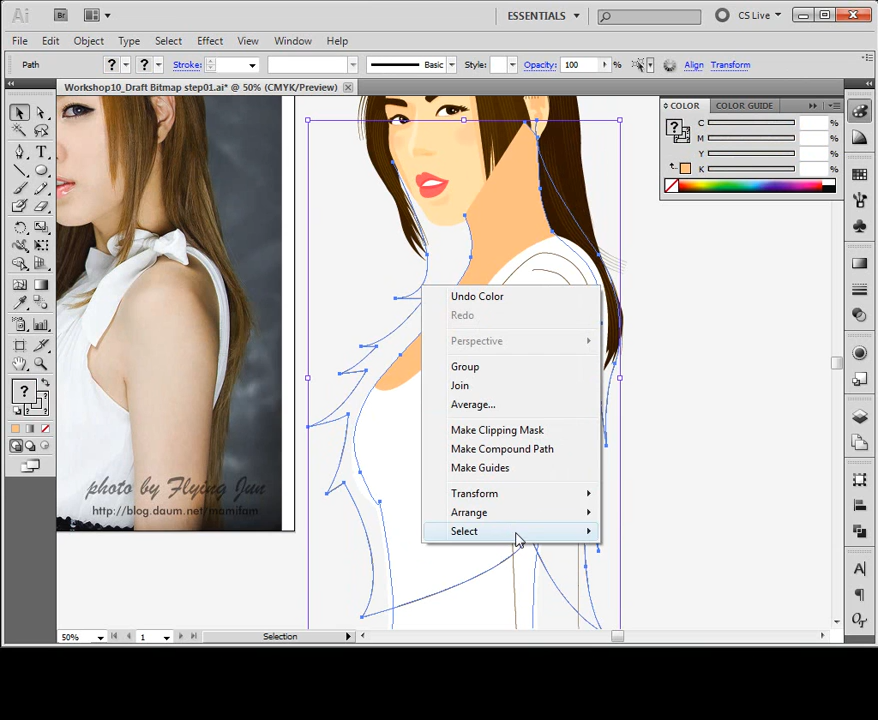 Ai Br ESSENTIALS CS Live
File Edit Object Type Select Effect View Window Help
Path ? ? Stroke: Basic Style: Opacity: 100 % Align Transform
Workshop10_Draft Bitmap step01.ai* @ 50% (CMYK/Preview)
COLOR COLOR GUIDE
C %
M %
Y %
K %
Undo Color
Redo
Perspective
Group
Join
Average...
Make Clipping Mask
Make Compound Path
Make Guides
Transform
Arrange
Select
photo by Flying Jun
http://blog.daum.net/mamifam
50% 1 Selection